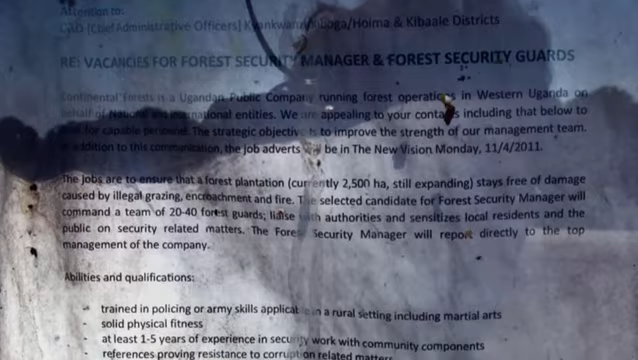 Attention to:
CAO (Chief Administrative Officers) Kyankwanzi/Kiboga/Hoima & Kibaale Districts
RE: VACANCIES FOR FOREST SECURITY MANAGER & FOREST SECURITY GUARDS
Continental Forests is a Ugandan Public Company running forest operations in Western Uganda on
behalf of National and international entities. We are appealing to your contacts including that below to
for capable personnel. The strategic objective is to improve the strength of our management team.
In addition to this communication, the job adverts will be in The New Vision Monday, 11/4/2011.
The Jobs are to ensure that a forest plantation (currently 2,500 ha, still expanding) stays free of damage
caused by illegal grazing, encroachment and fire. The selected candidate for Forest Security Manager will
command a team of 20-40 forest guards; liaise with authorities and sensitizes local residents and the
public on security related matters. The Forest Security Manager will report directly to the top
management of the company.
Abilities and qualifications:
- trained in policing or army skills applicable in a rural setting including martial arts
- solid physical fitness
- at least 1-5 years of experience in security work with community components
- references proving resistance to corruption related matters